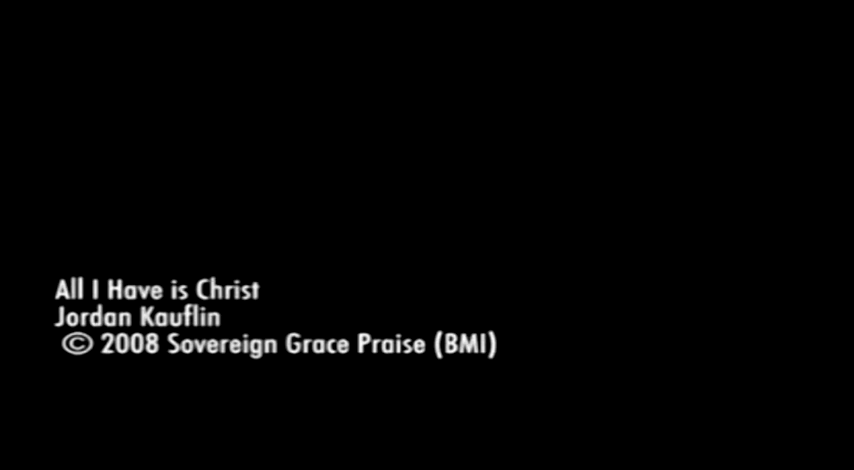 All I Have is Christ
Jordan Kauflin
© 2008 Sovereign Grace Praise (BMI)